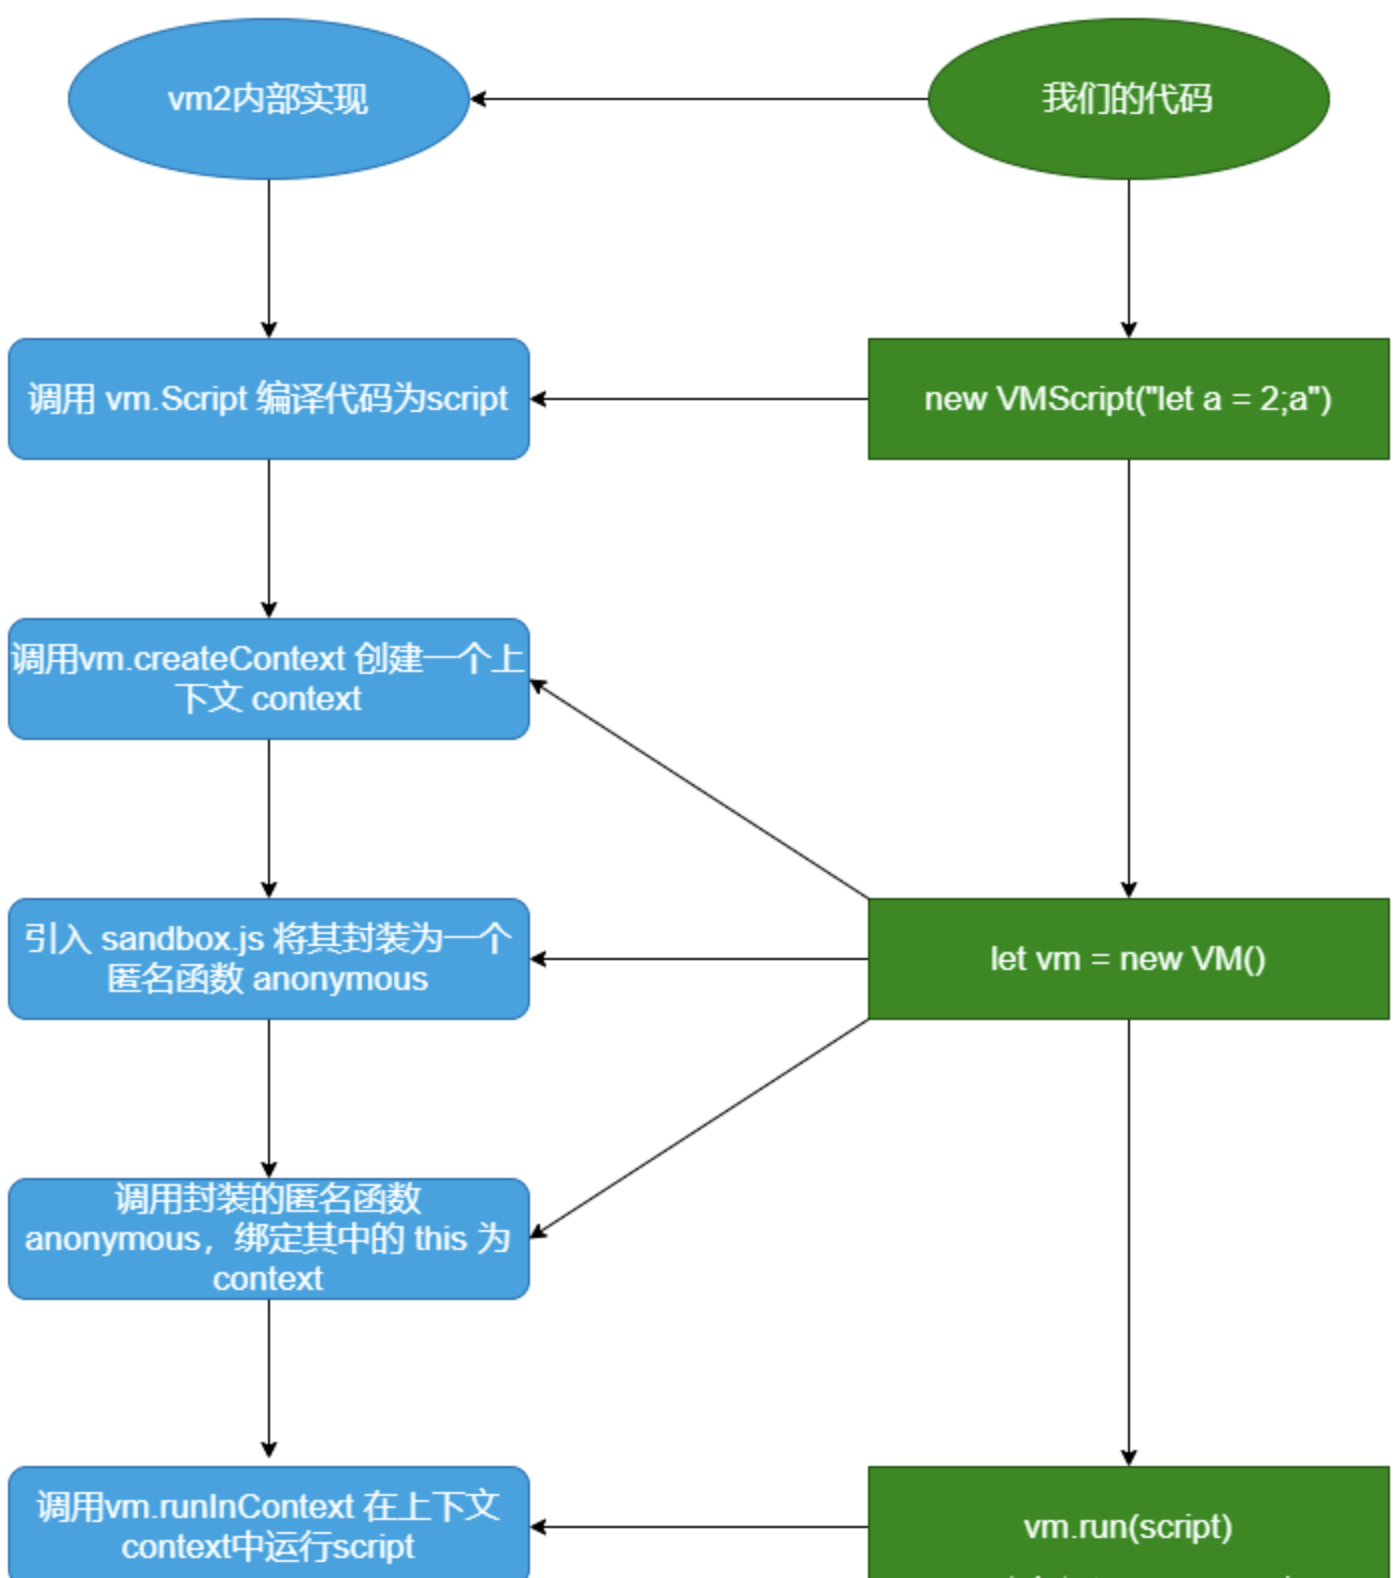 vm2内部实现
我们的代码
调用 vm.Script 编译代码为script
new VMScript("let a = 2;a")
调用vm.createContext 创建一个上
下文 context
引入 sandbox.js 将其封装为一个
匿名函数 anonymous
let vm = new VM()
调用封装的匿名函数
anonymous，绑定其中的 this 为
context
调用vm.runInContext 在上下文
context中运行script
vm.run(script)